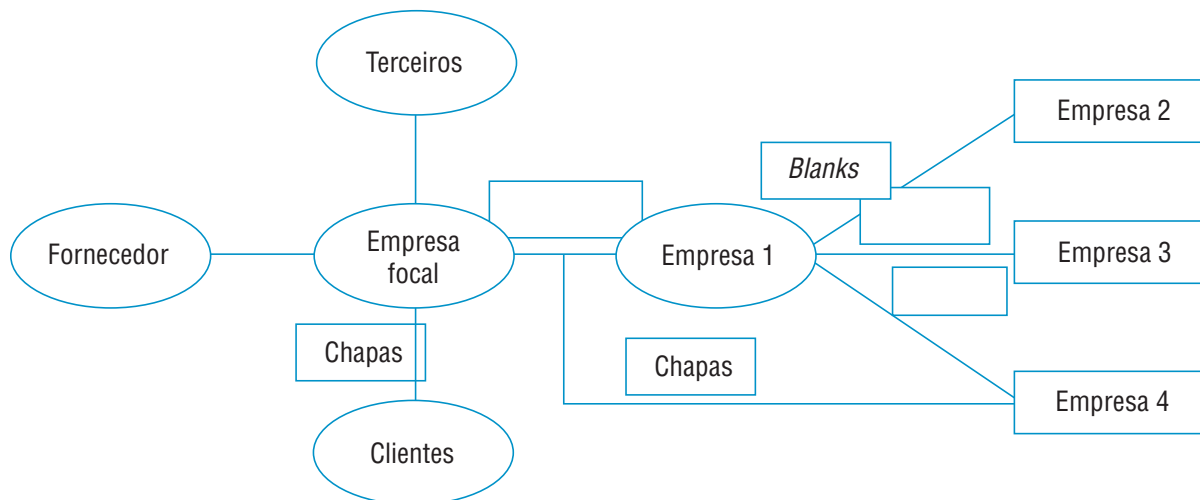 Terceiros
Empresa 2
Blanks
Fornecedor
Empresa
focal
Empresa 1
Empresa 3
Chapas
Chapas
Empresa 4
Clientes